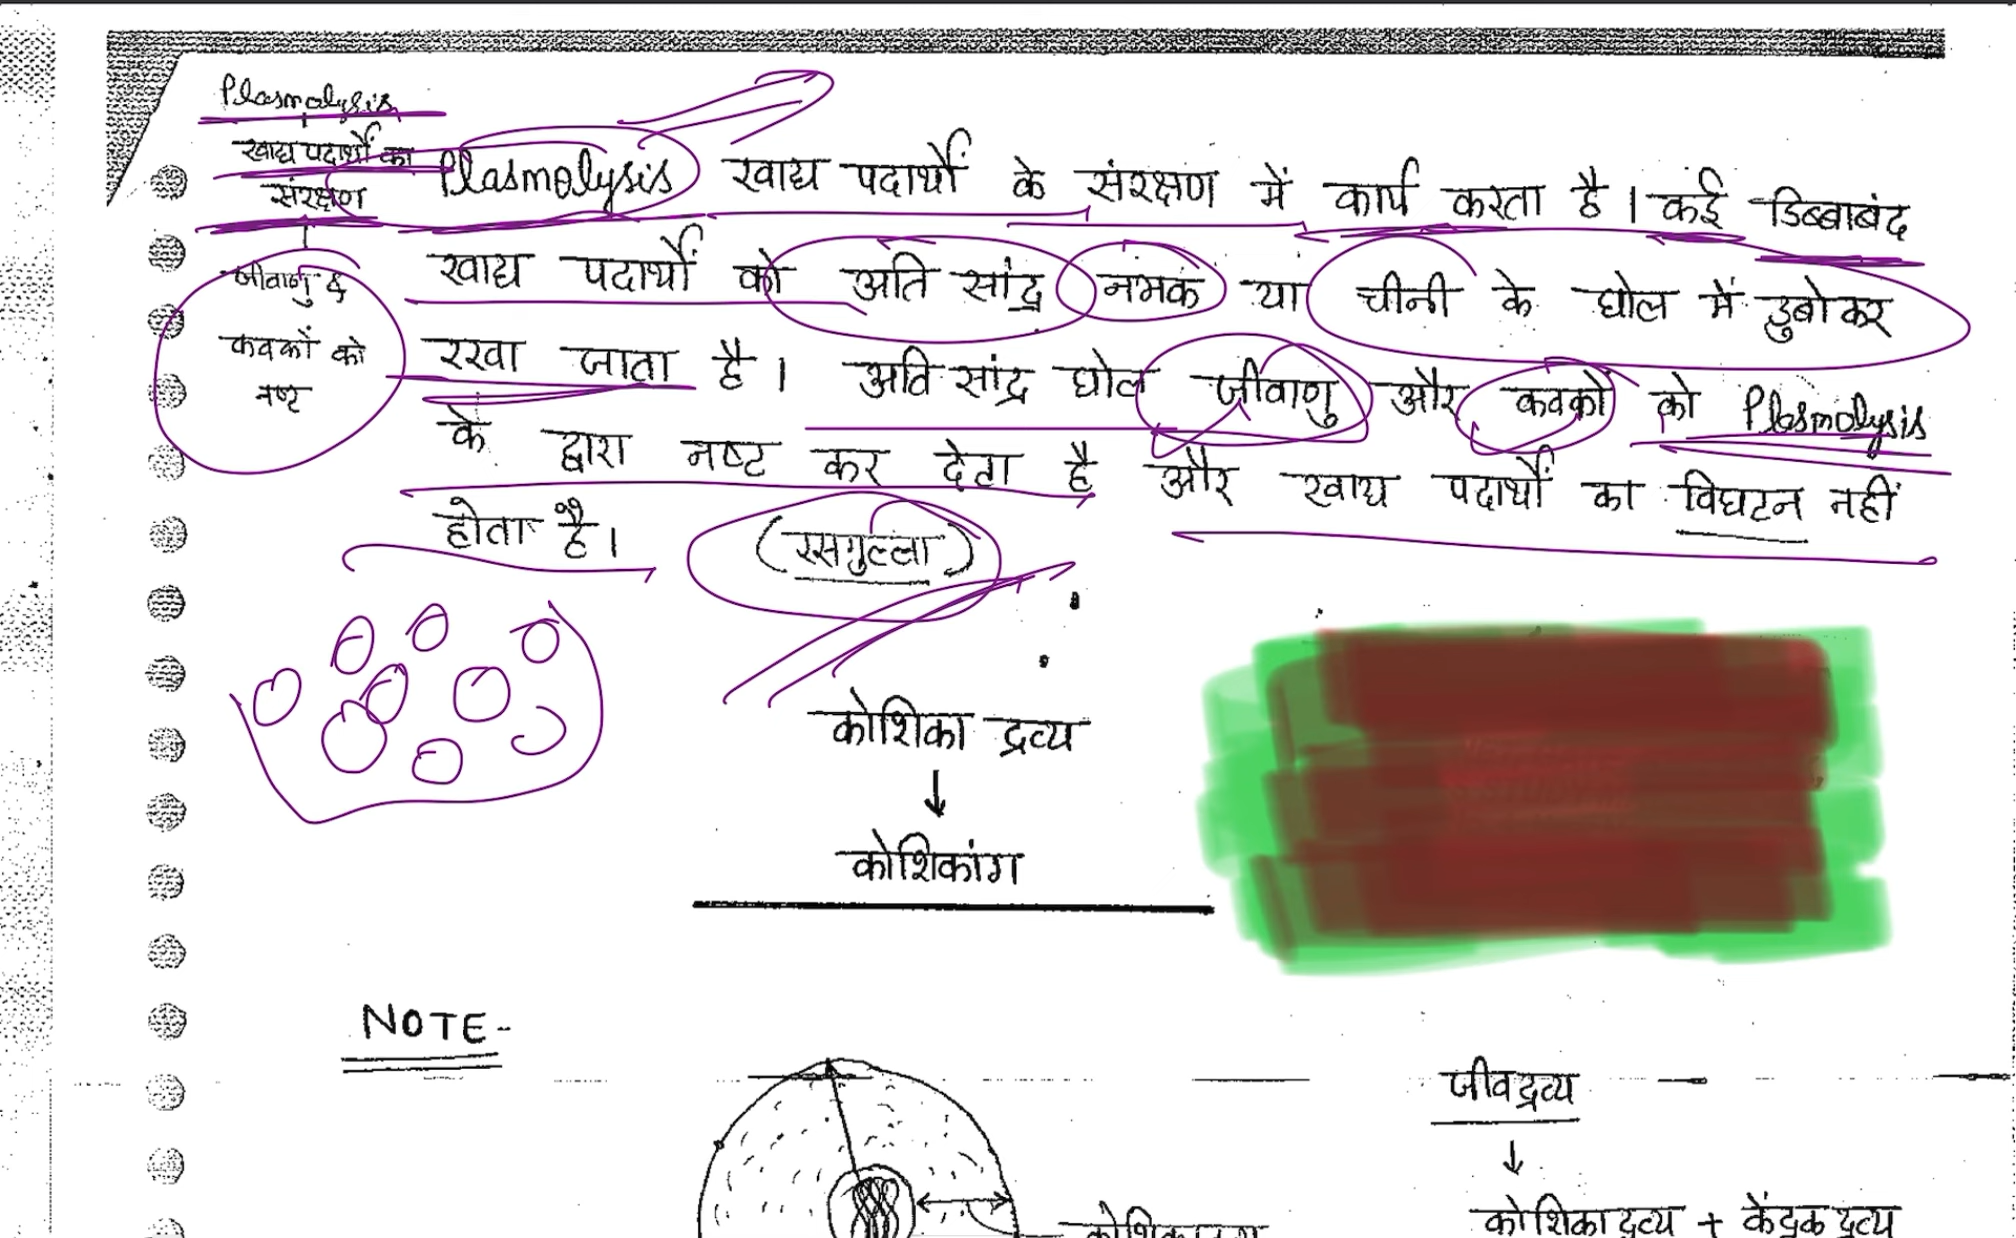 Plasmolysis
खाद्य पदार्थों का
संरक्षण
जीवाणु &
कवकों को
नष्ट
Plasmolysis खाद्य पदार्थों के संरक्षण में कार्य करता है। कई डिब्बाबंद
खाद्य पदार्थों को अति सांद्र नमक या चीनी के घोल में डुबोकर
रखा जाता है। अति सांद्र घोल जीवाणु और कवकों को Plasmolysis
के द्वारा नष्ट कर देता है और खाद्य पदार्थों का विघटन नहीं
होता है। (रसगुल्ला)
कोशिका द्रव्य
↓
कोशिकांग
NOTE-
जीवद्रव्य
↓
कोशिका द्रव्य + केंद्रक द्रव्य